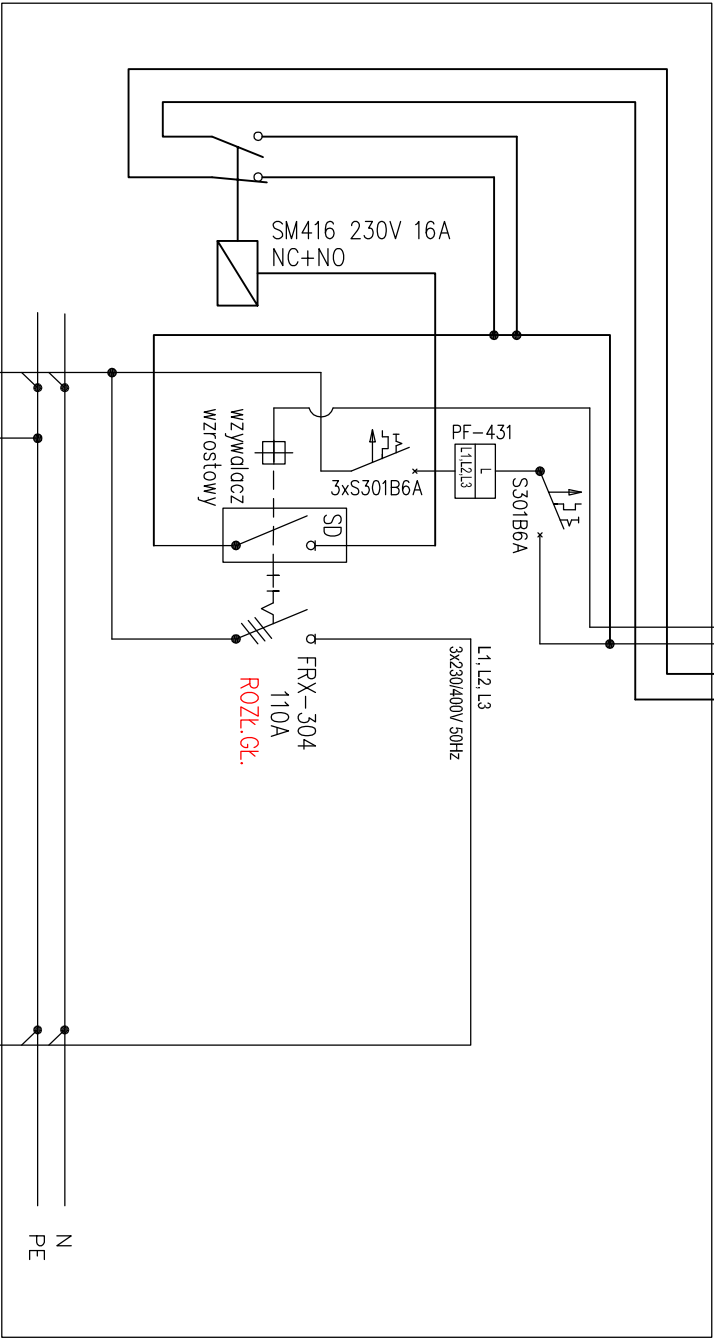 SM416 230V 16A
NC+NO
PF-431
L
L1,L2,L3
S301B6A
3xS301B6A
wzywalacz
wzrostowy
SD
L1, L2, L3
3x230/400V 50Hz
FRX-304
110A
ROZŁ.GŁ.
N
PE